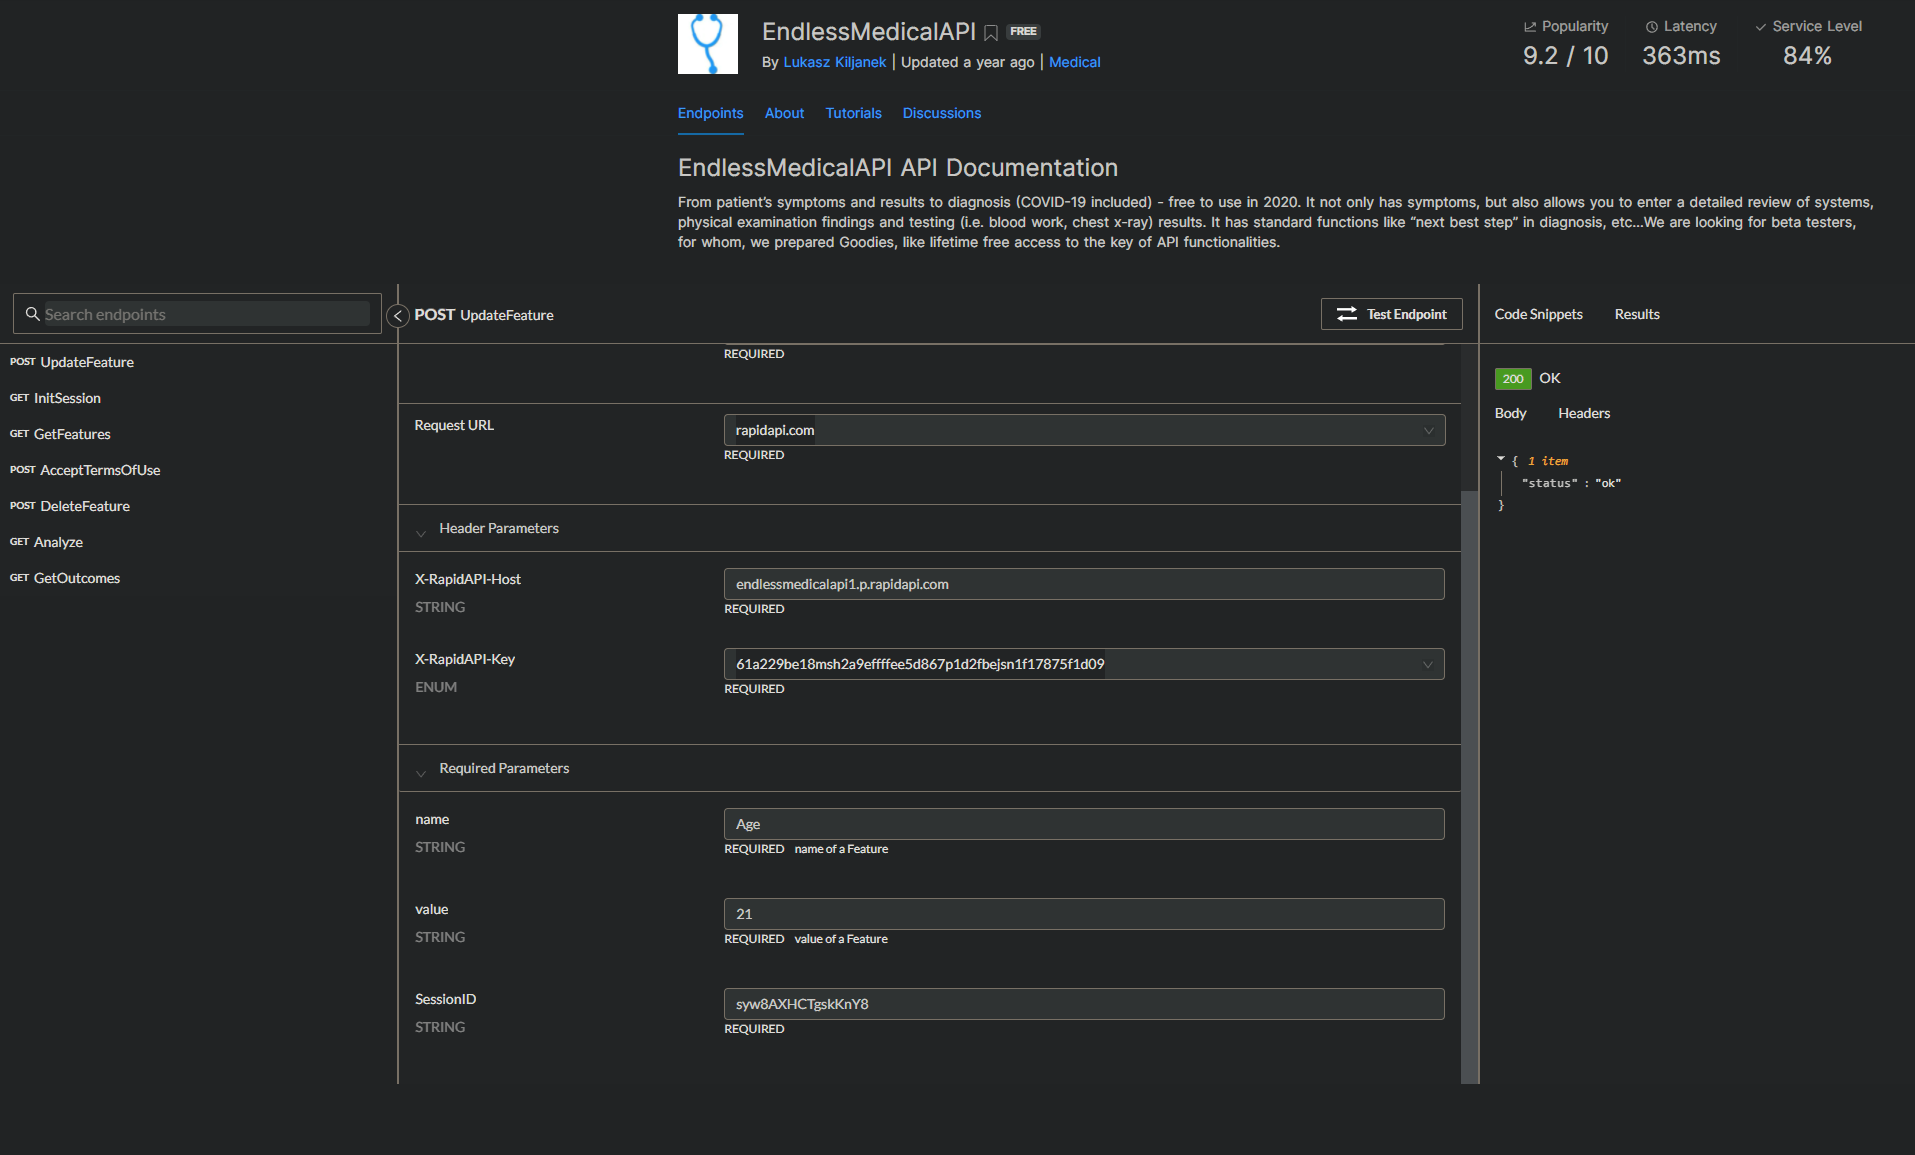 EndlessMedicalAPI FREE
By Lukasz Kiljanek | Updated a year ago | Medical
Popularity
9.2 / 10
Latency
363ms
Service Level
84%
Endpoints About Tutorials Discussions
EndlessMedicalAPI API Documentation
From patient's symptoms and results to diagnosis (COVID-19 included) - free to use in 2020. It not only has symptoms, but also allows you to enter a detailed review of systems,
physical examination findings and testing (i.e. blood work, chest x-ray) results. It has standard functions like “next best step” in diagnosis, etc...We are looking for beta testers,
for whom, we prepared Goodies, like lifetime free access to the key of API functionalities.
Search endpoints
POST UpdateFeature
GET InitSession
GET GetFeatures
POST AcceptTermsOfUse
POST DeleteFeature
GET Analyze
GET GetOutcomes
POST UpdateFeature
Test Endpoint
REQUIRED
Request URL
rapidapi.com
REQUIRED
Header Parameters
X-RapidAPI-Host
STRING
endlessmedicalapi1.p.rapidapi.com
REQUIRED
X-RapidAPI-Key
ENUM
61a229be18msh2a9effffee5d867p1d2fbejsn1f17875f1d09
REQUIRED
Required Parameters
name
STRING
Age
REQUIRED name of a Feature
value
STRING
21
REQUIRED value of a Feature
SessionID
STRING
syw8AXHCTgskKnY8
REQUIRED
Code Snippets Results
200 OK
Body Headers
{ 1 item
"status" : "ok"
}